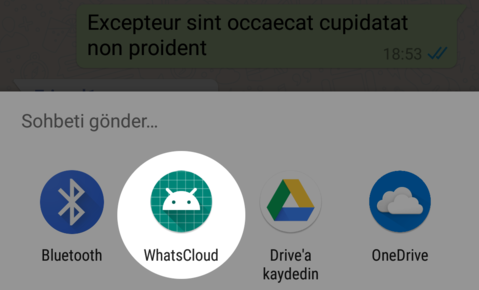 Excepteur sint occaecat cupidatat
non proident
18:53
Sohbeti gönder...
Bluetooth
WhatsCloud
Drive'a
kaydedin
OneDrive